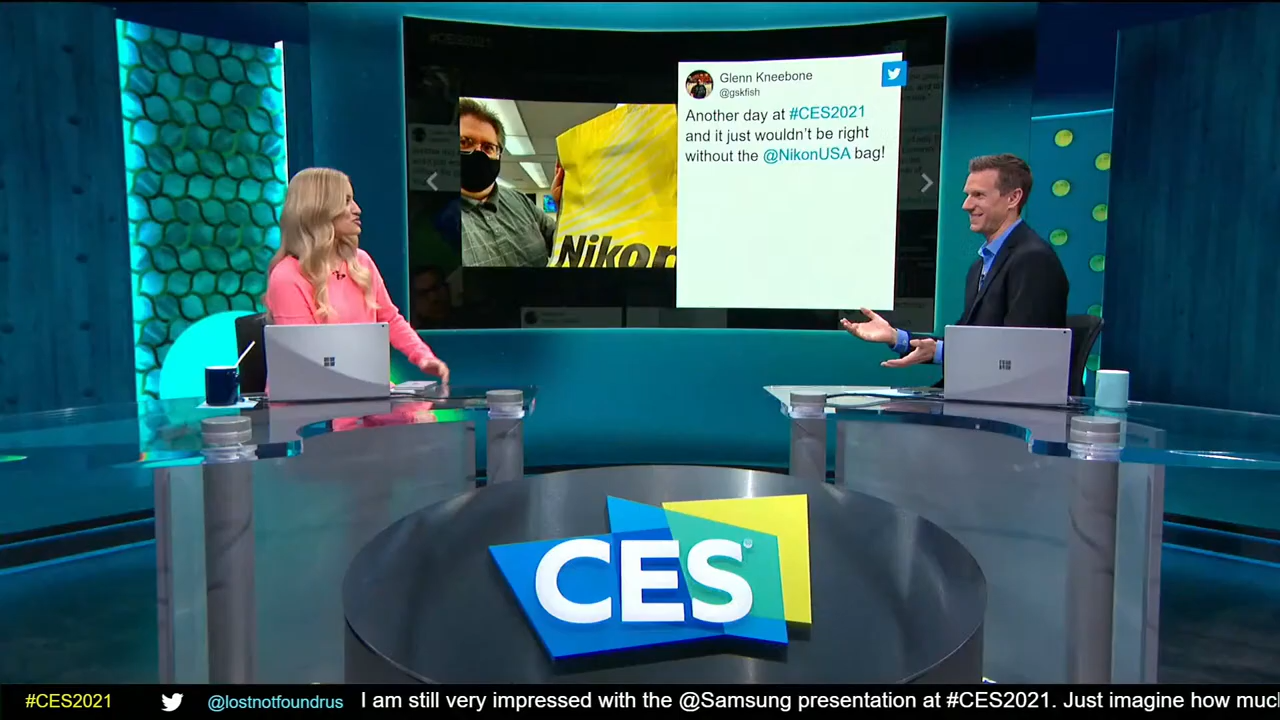 #CES2021
Glenn Kneebone
@gskfish
Another day at #CES2021
and it just wouldn't be right
without the @NikonUSA bag!
Nikon
CES
#CES2021 @lostnotfoundrus I am still very impressed with the @Samsung presentation at #CES2021. Just imagine how muc